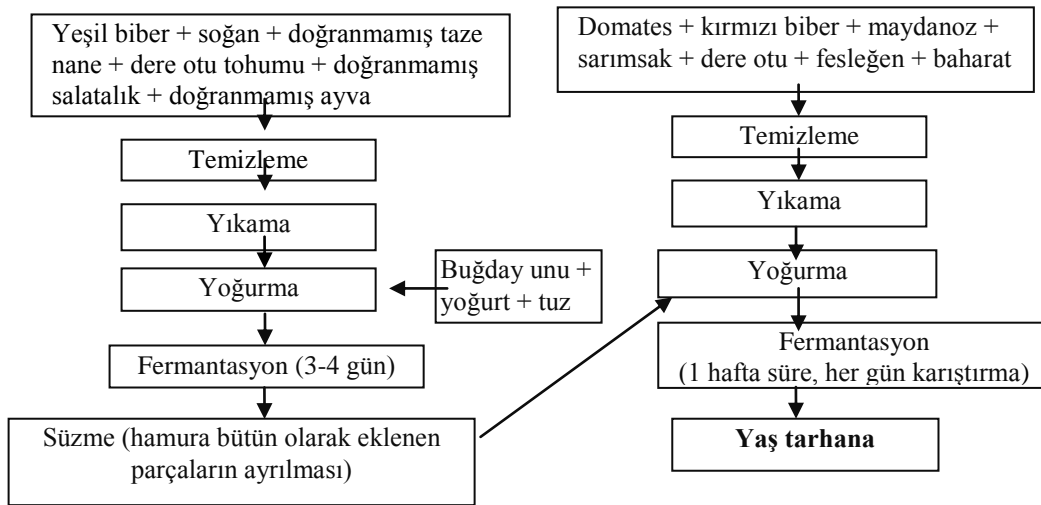 Yeşil biber + soğan + doğranmamış taze
nane + dere otu tohumu + doğranmamış
salatalık + doğranmamış ayva
Temizleme
Yıkama
Yoğurma
Buğday unu +
yoğurt + tuz
Fermantasyon (3-4 gün)
Süzme (hamura bütün olarak eklenen
parçaların ayrılması)
Domates + kırmızı biber + maydanoz +
sarımsak + dere otu + fesleğen + baharat
Temizleme
Yıkama
Yoğurma
Fermantasyon
(1 hafta süre, her gün karıştırma)
Yaş tarhana